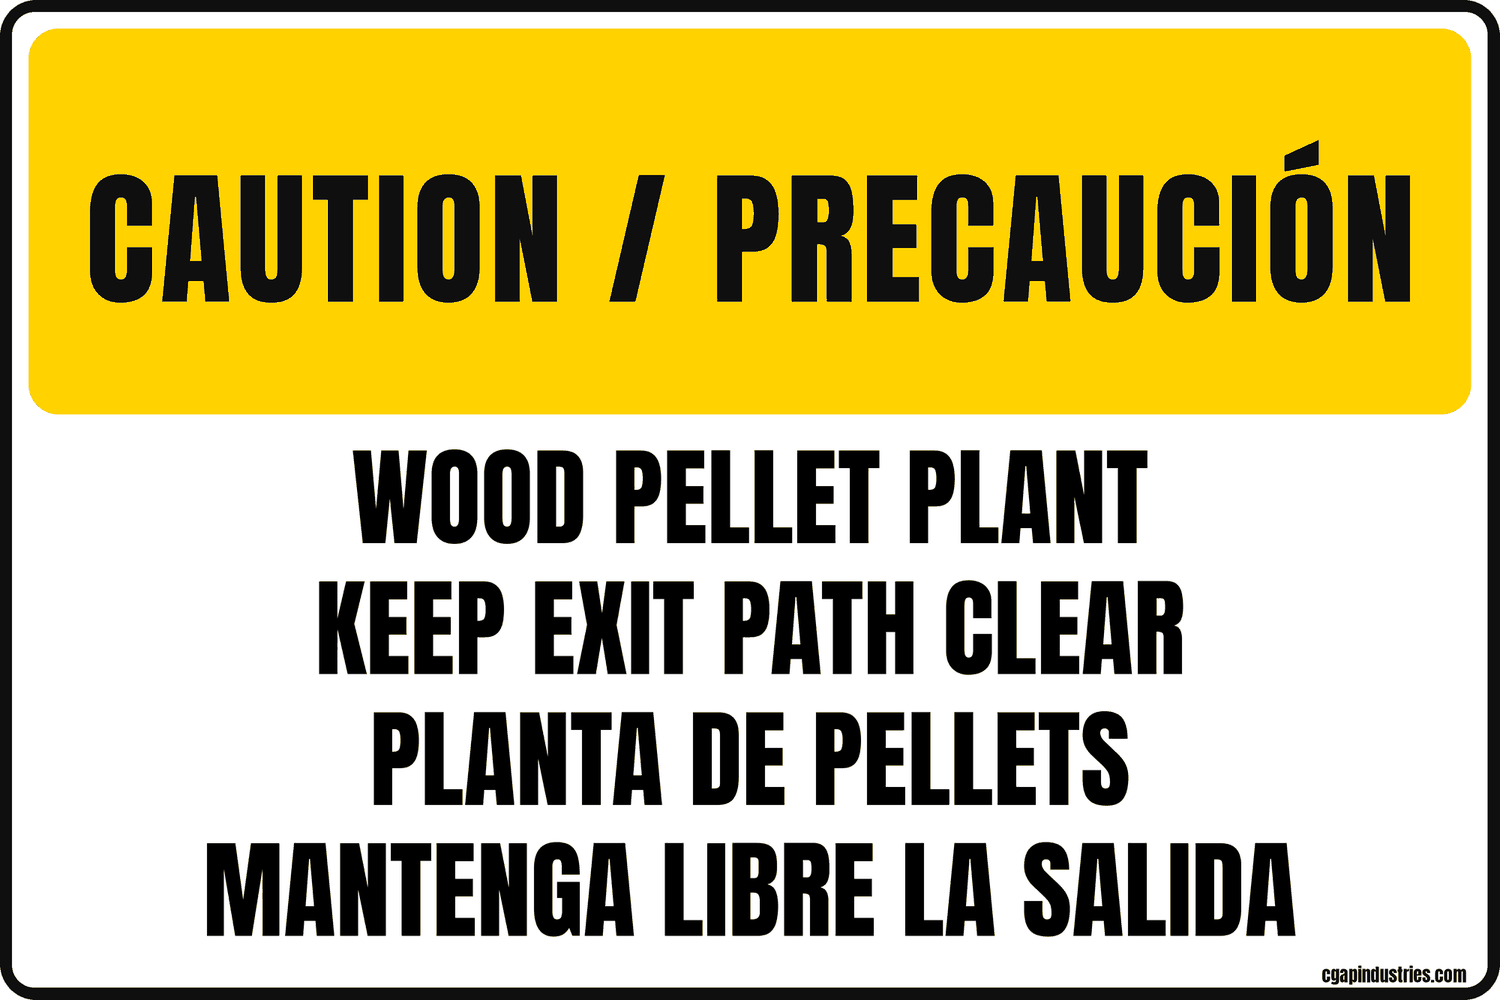 CAUTION / PRECAUCIÓN
WOOD PELLET PLANT
KEEP EXIT PATH CLEAR
PLANTA DE PELLETS
MANTENGA LIBRE LA SALIDA
cgapindustries.com